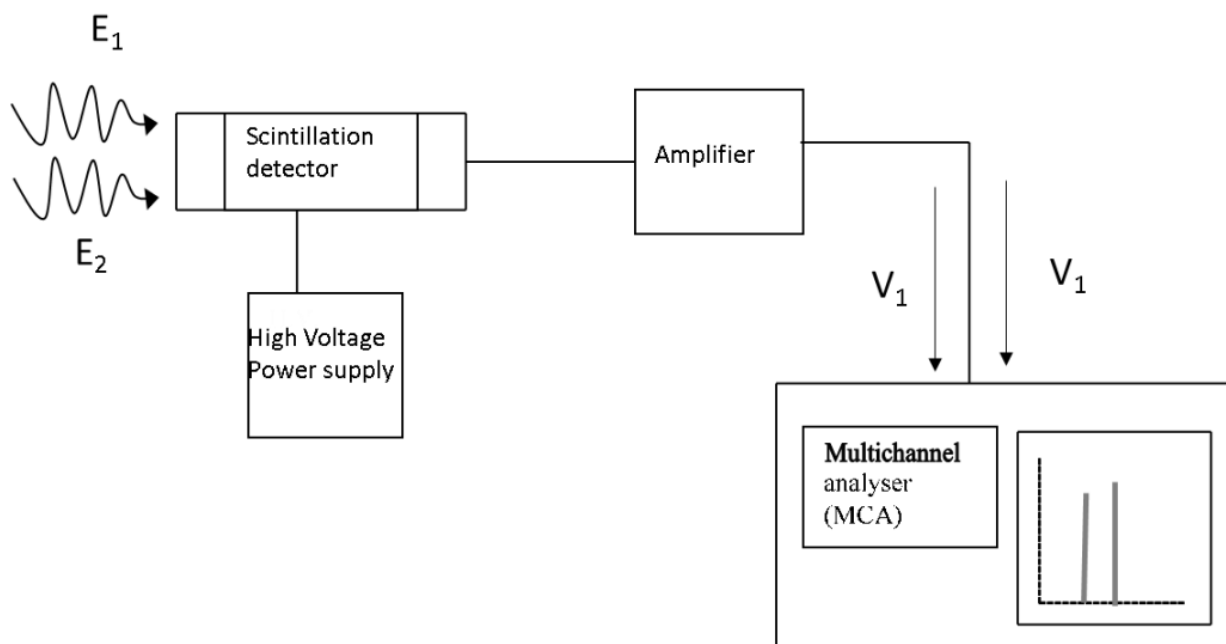 E₁
E₂
Scintillation
detector
High Voltage
Power supply
Amplifier
V₁
V₁
Multichannel
analyser
(MCA)